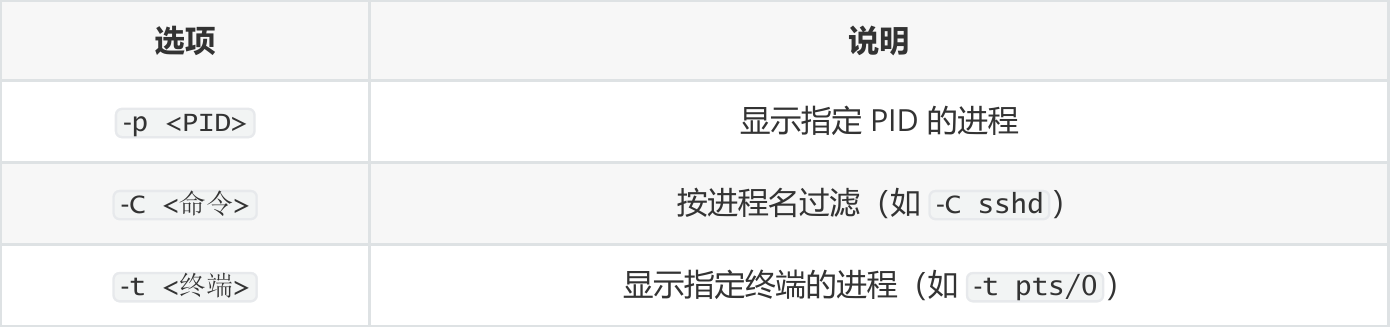 选项 说明
-p <PID> 显示指定 PID 的进程
-C <命令> 按进程名过滤（如 -C sshd）
-t <终端> 显示指定终端的进程（如 -t pts/0）